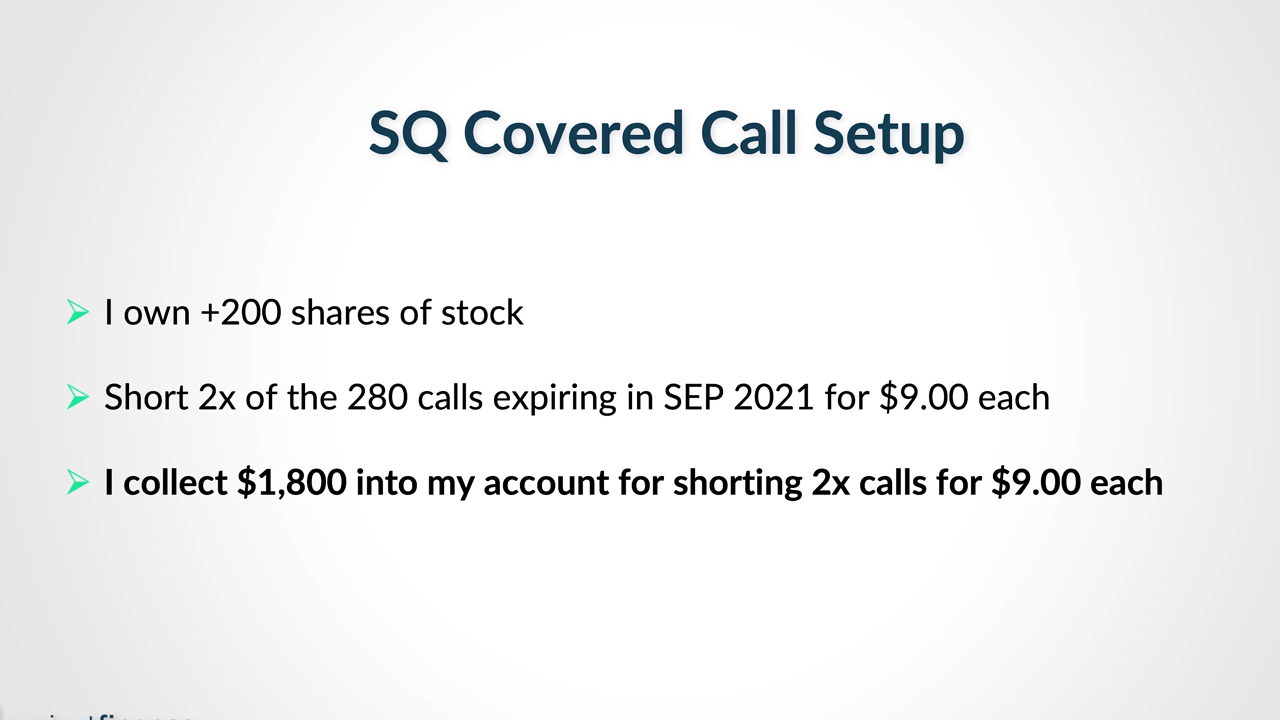 SQ Covered Call Setup
I own +200 shares of stock
Short 2x of the 280 calls expiring in SEP 2021 for $9.00 each
I collect $1,800 into my account for shorting 2x calls for $9.00 each